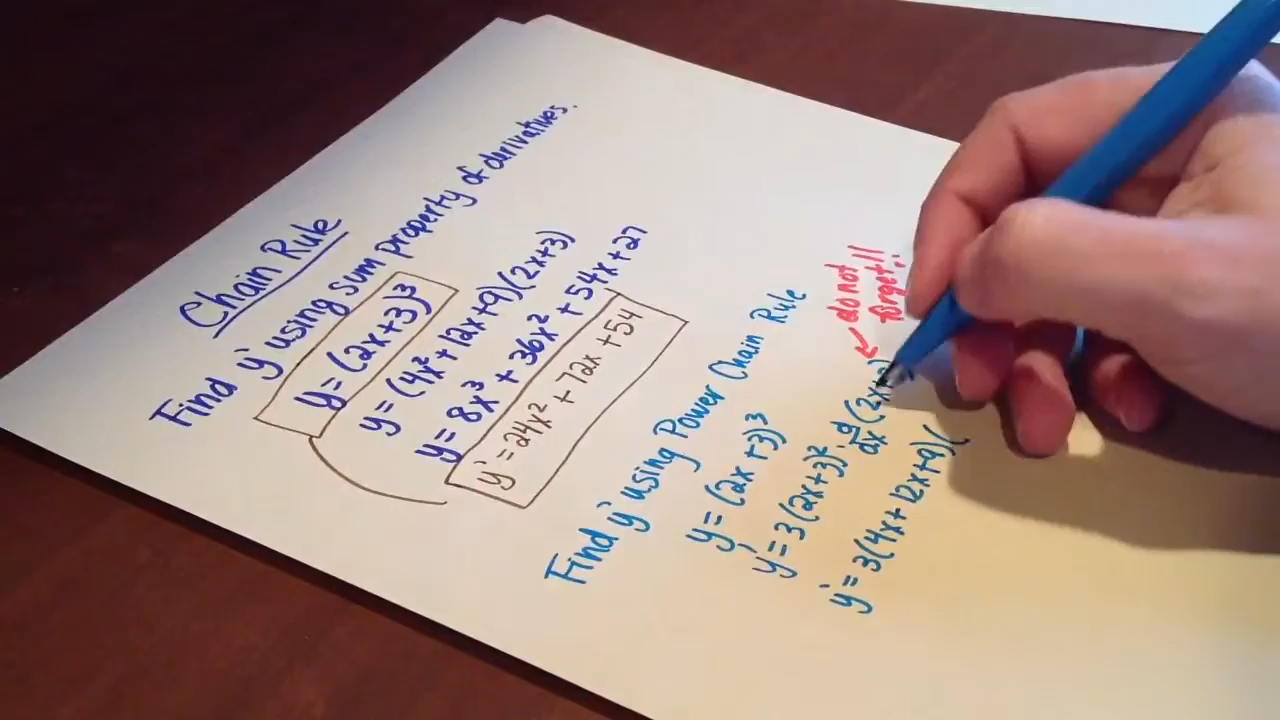 Chain Rule
Find y' using sum property of derivatives.
y = (2x+3)³
y = (4x²+12x+9)(2x+3)
y = 8x³ + 36x² + 54x + 27
y' = 24x² + 72x + 54
Find y' using Power Chain Rule
y = (2x+3)³
y' = 3(2x+3)² · d/dx (2x+
do not
forget!!
y' = 3(4x + 12x+9)(